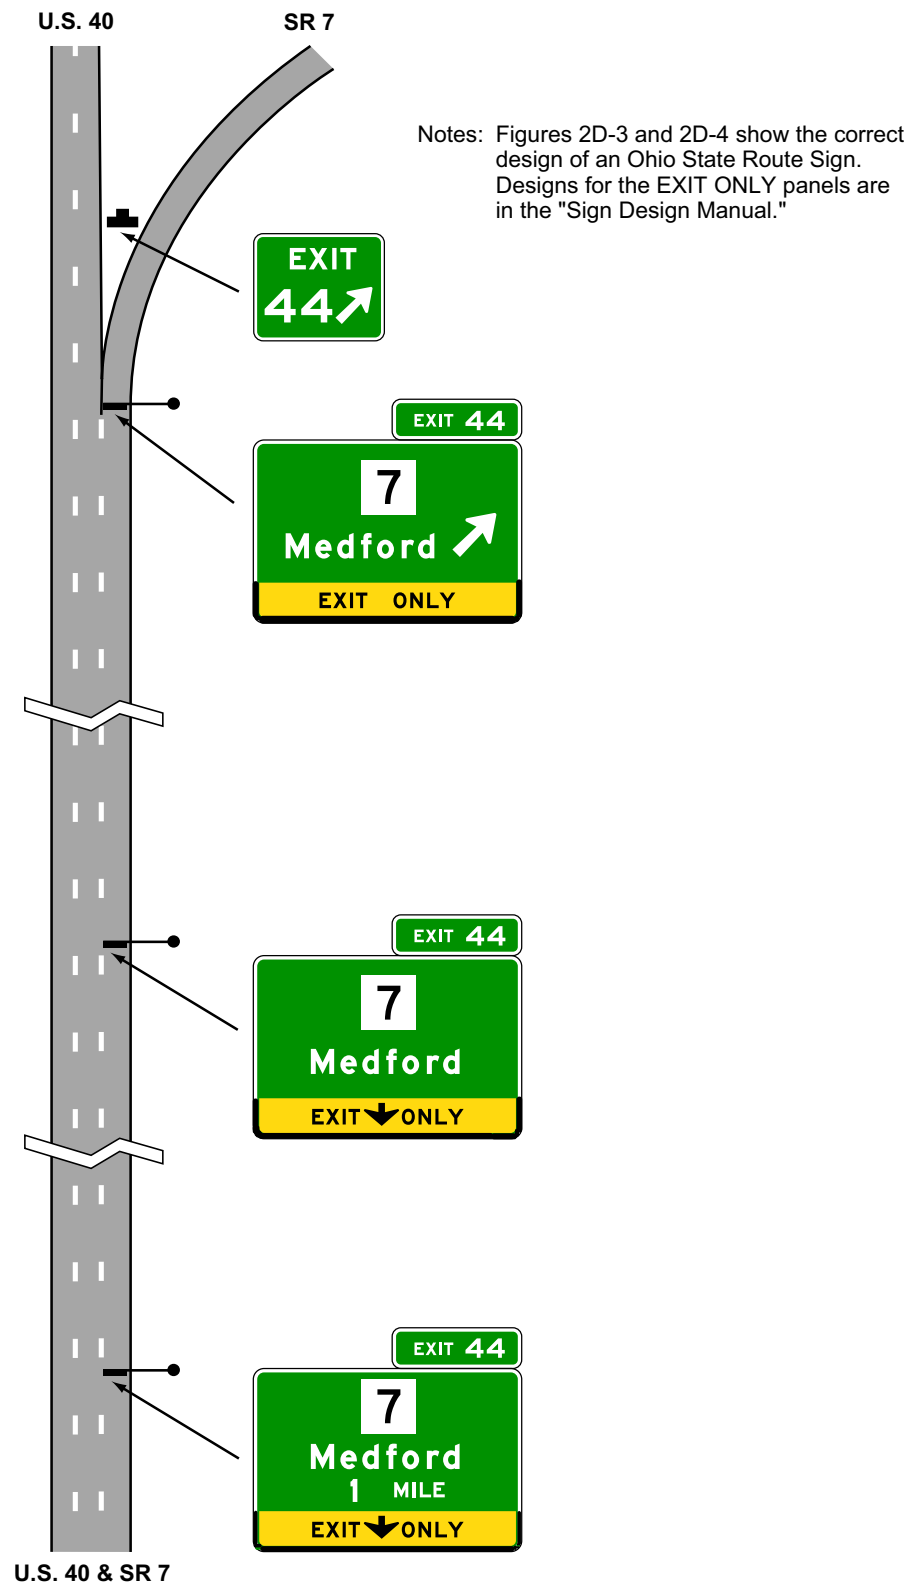 U.S. 40
SR 7
Notes: Figures 2D-3 and 2D-4 show the correct
design of an Ohio State Route Sign.
Designs for the EXIT ONLY panels are
in the "Sign Design Manual."
EXIT
44
EXIT 44
7
Medford
EXIT ONLY
EXIT 44
7
Medford
EXIT ONLY
EXIT 44
7
Medford
1 MILE
EXIT ONLY
U.S. 40 & SR 7